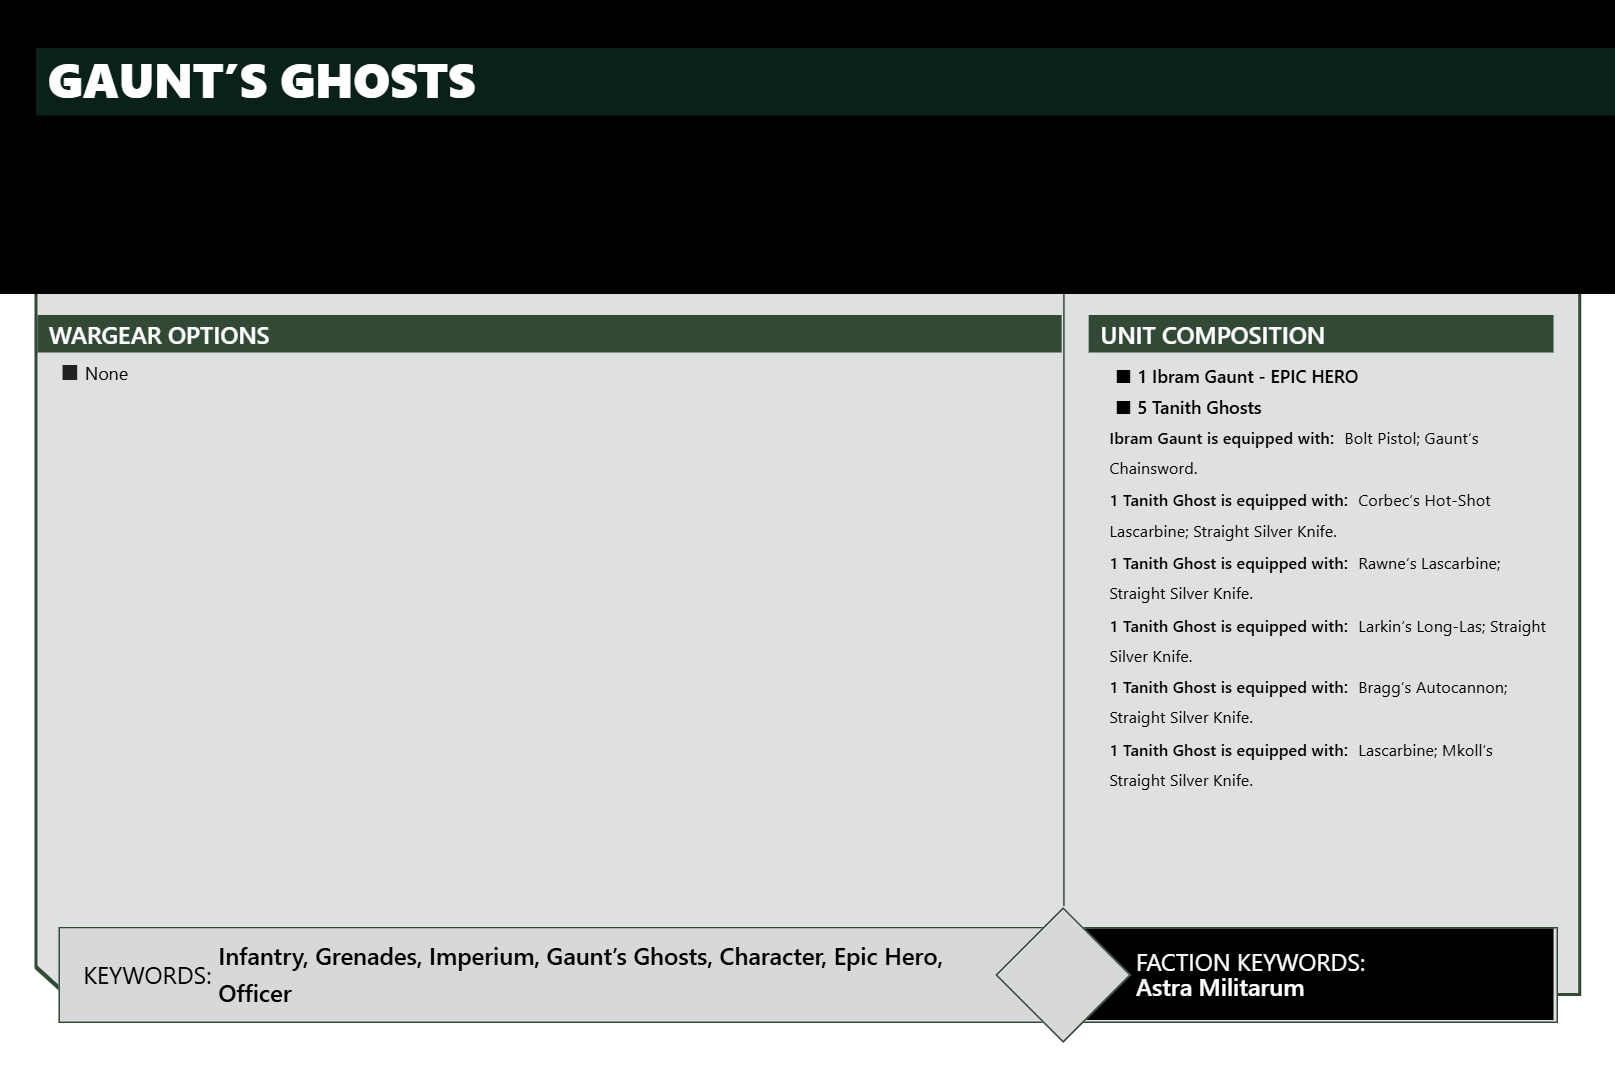 GAUNT’S GHOSTS
WARGEAR OPTIONS
■ None
UNIT COMPOSITION
■ 1 Ibram Gaunt - EPIC HERO
■ 5 Tanith Ghosts
Ibram Gaunt is equipped with: Bolt Pistol; Gaunt’s
Chainsword.
1 Tanith Ghost is equipped with: Corbec’s Hot-Shot
Lascarbine; Straight Silver Knife.
1 Tanith Ghost is equipped with: Rawne’s Lascarbine;
Straight Silver Knife.
1 Tanith Ghost is equipped with: Larkin’s Long-Las; Straight
Silver Knife.
1 Tanith Ghost is equipped with: Bragg’s Autocannon;
Straight Silver Knife.
1 Tanith Ghost is equipped with: Lascarbine; Mkoll’s
Straight Silver Knife.
KEYWORDS: Infantry, Grenades, Imperium, Gaunt’s Ghosts, Character, Epic Hero,
Officer
FACTION KEYWORDS:
Astra Militarum